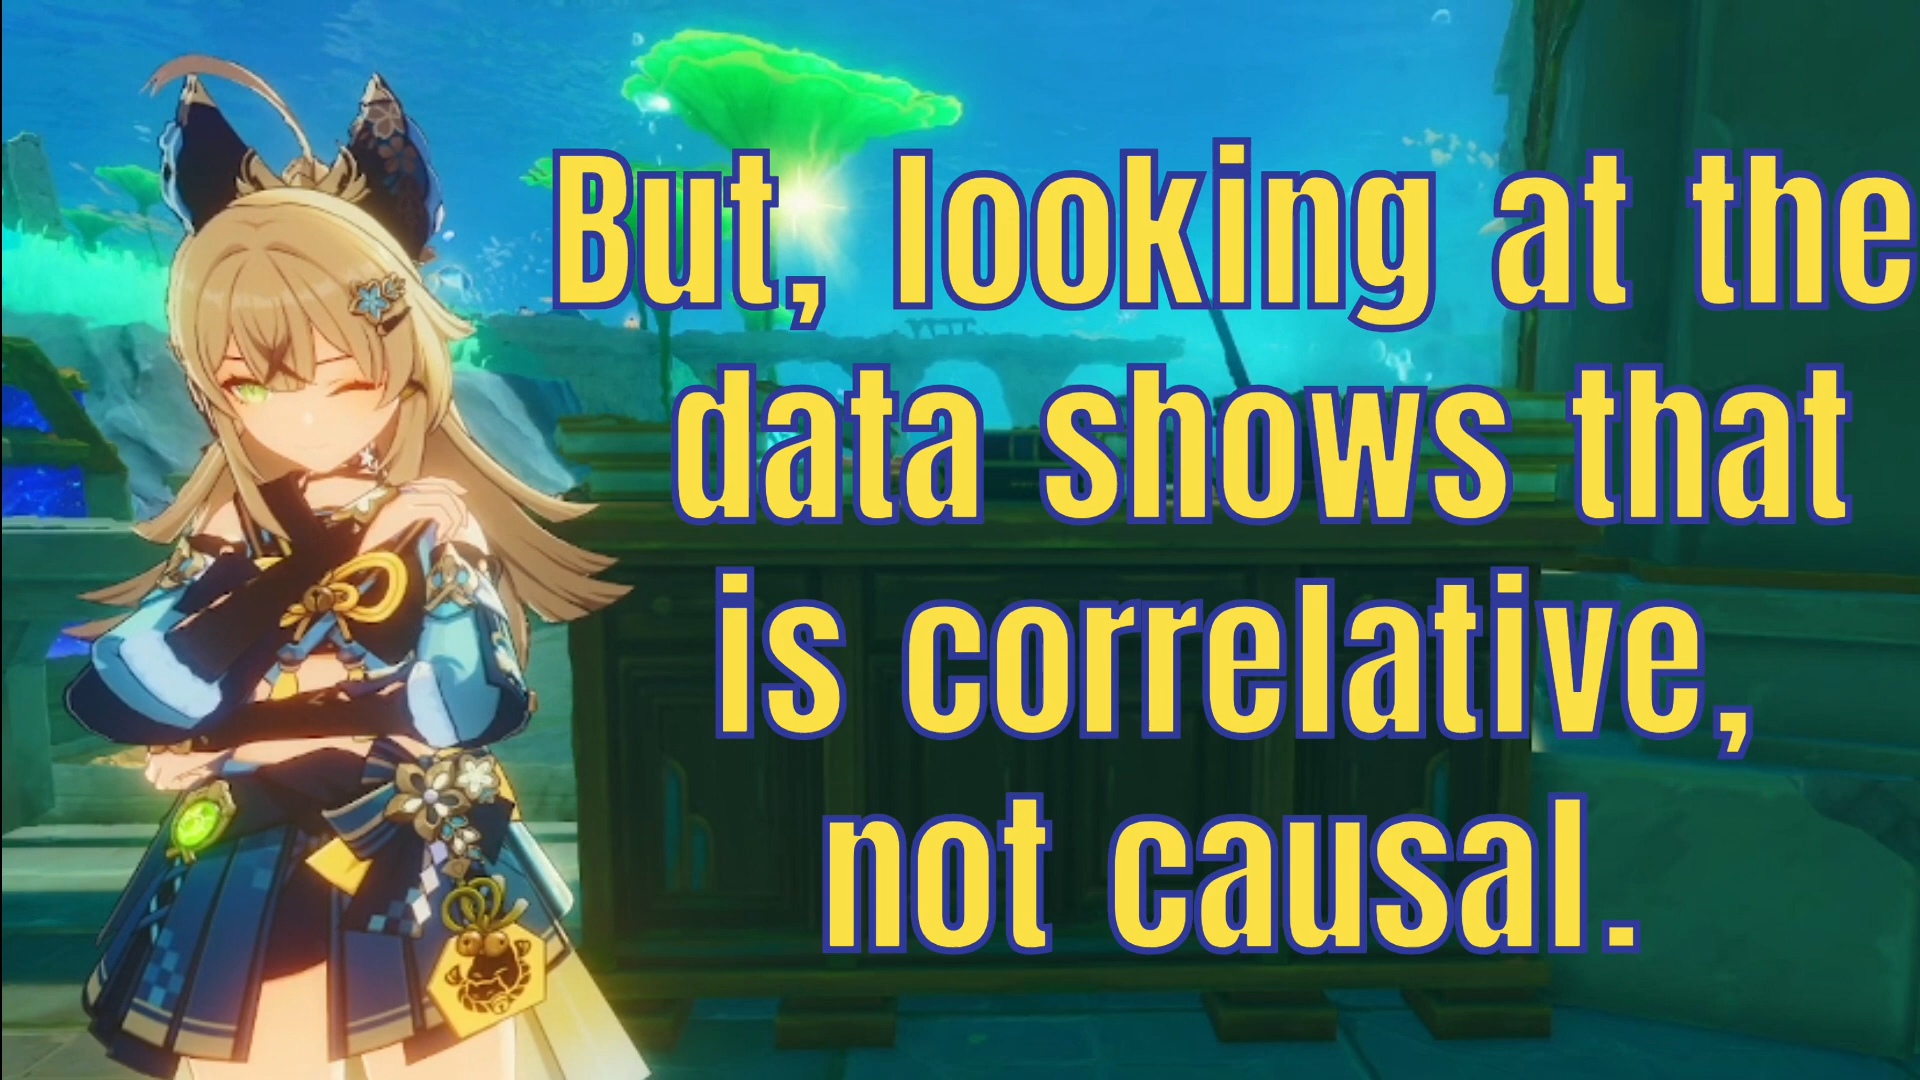 But, looking at the
data shows that
is correlative,
not causal.